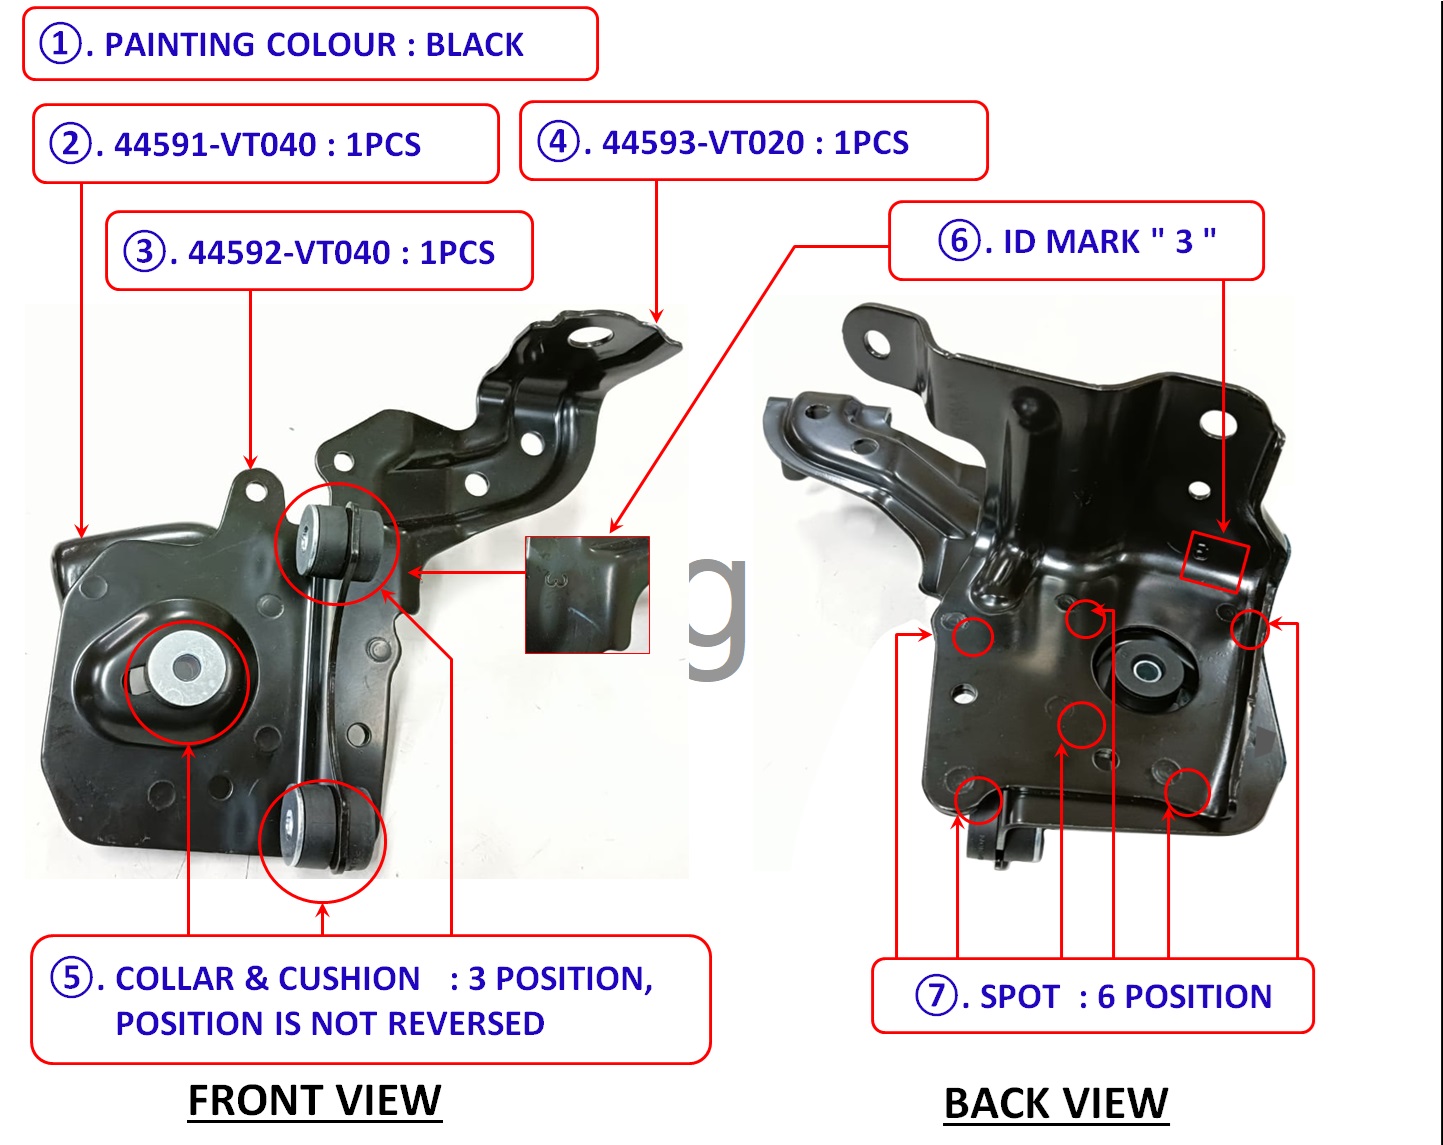 ①. PAINTING COLOUR : BLACK
②. 44591-VT040 : 1PCS
④. 44593-VT020 : 1PCS
③. 44592-VT040 : 1PCS
⑥. ID MARK " 3 "
3
3
g
⑤. COLLAR & CUSHION : 3 POSITION,
POSITION IS NOT REVERSED
⑦. SPOT : 6 POSITION
FRONT VIEW
BACK VIEW